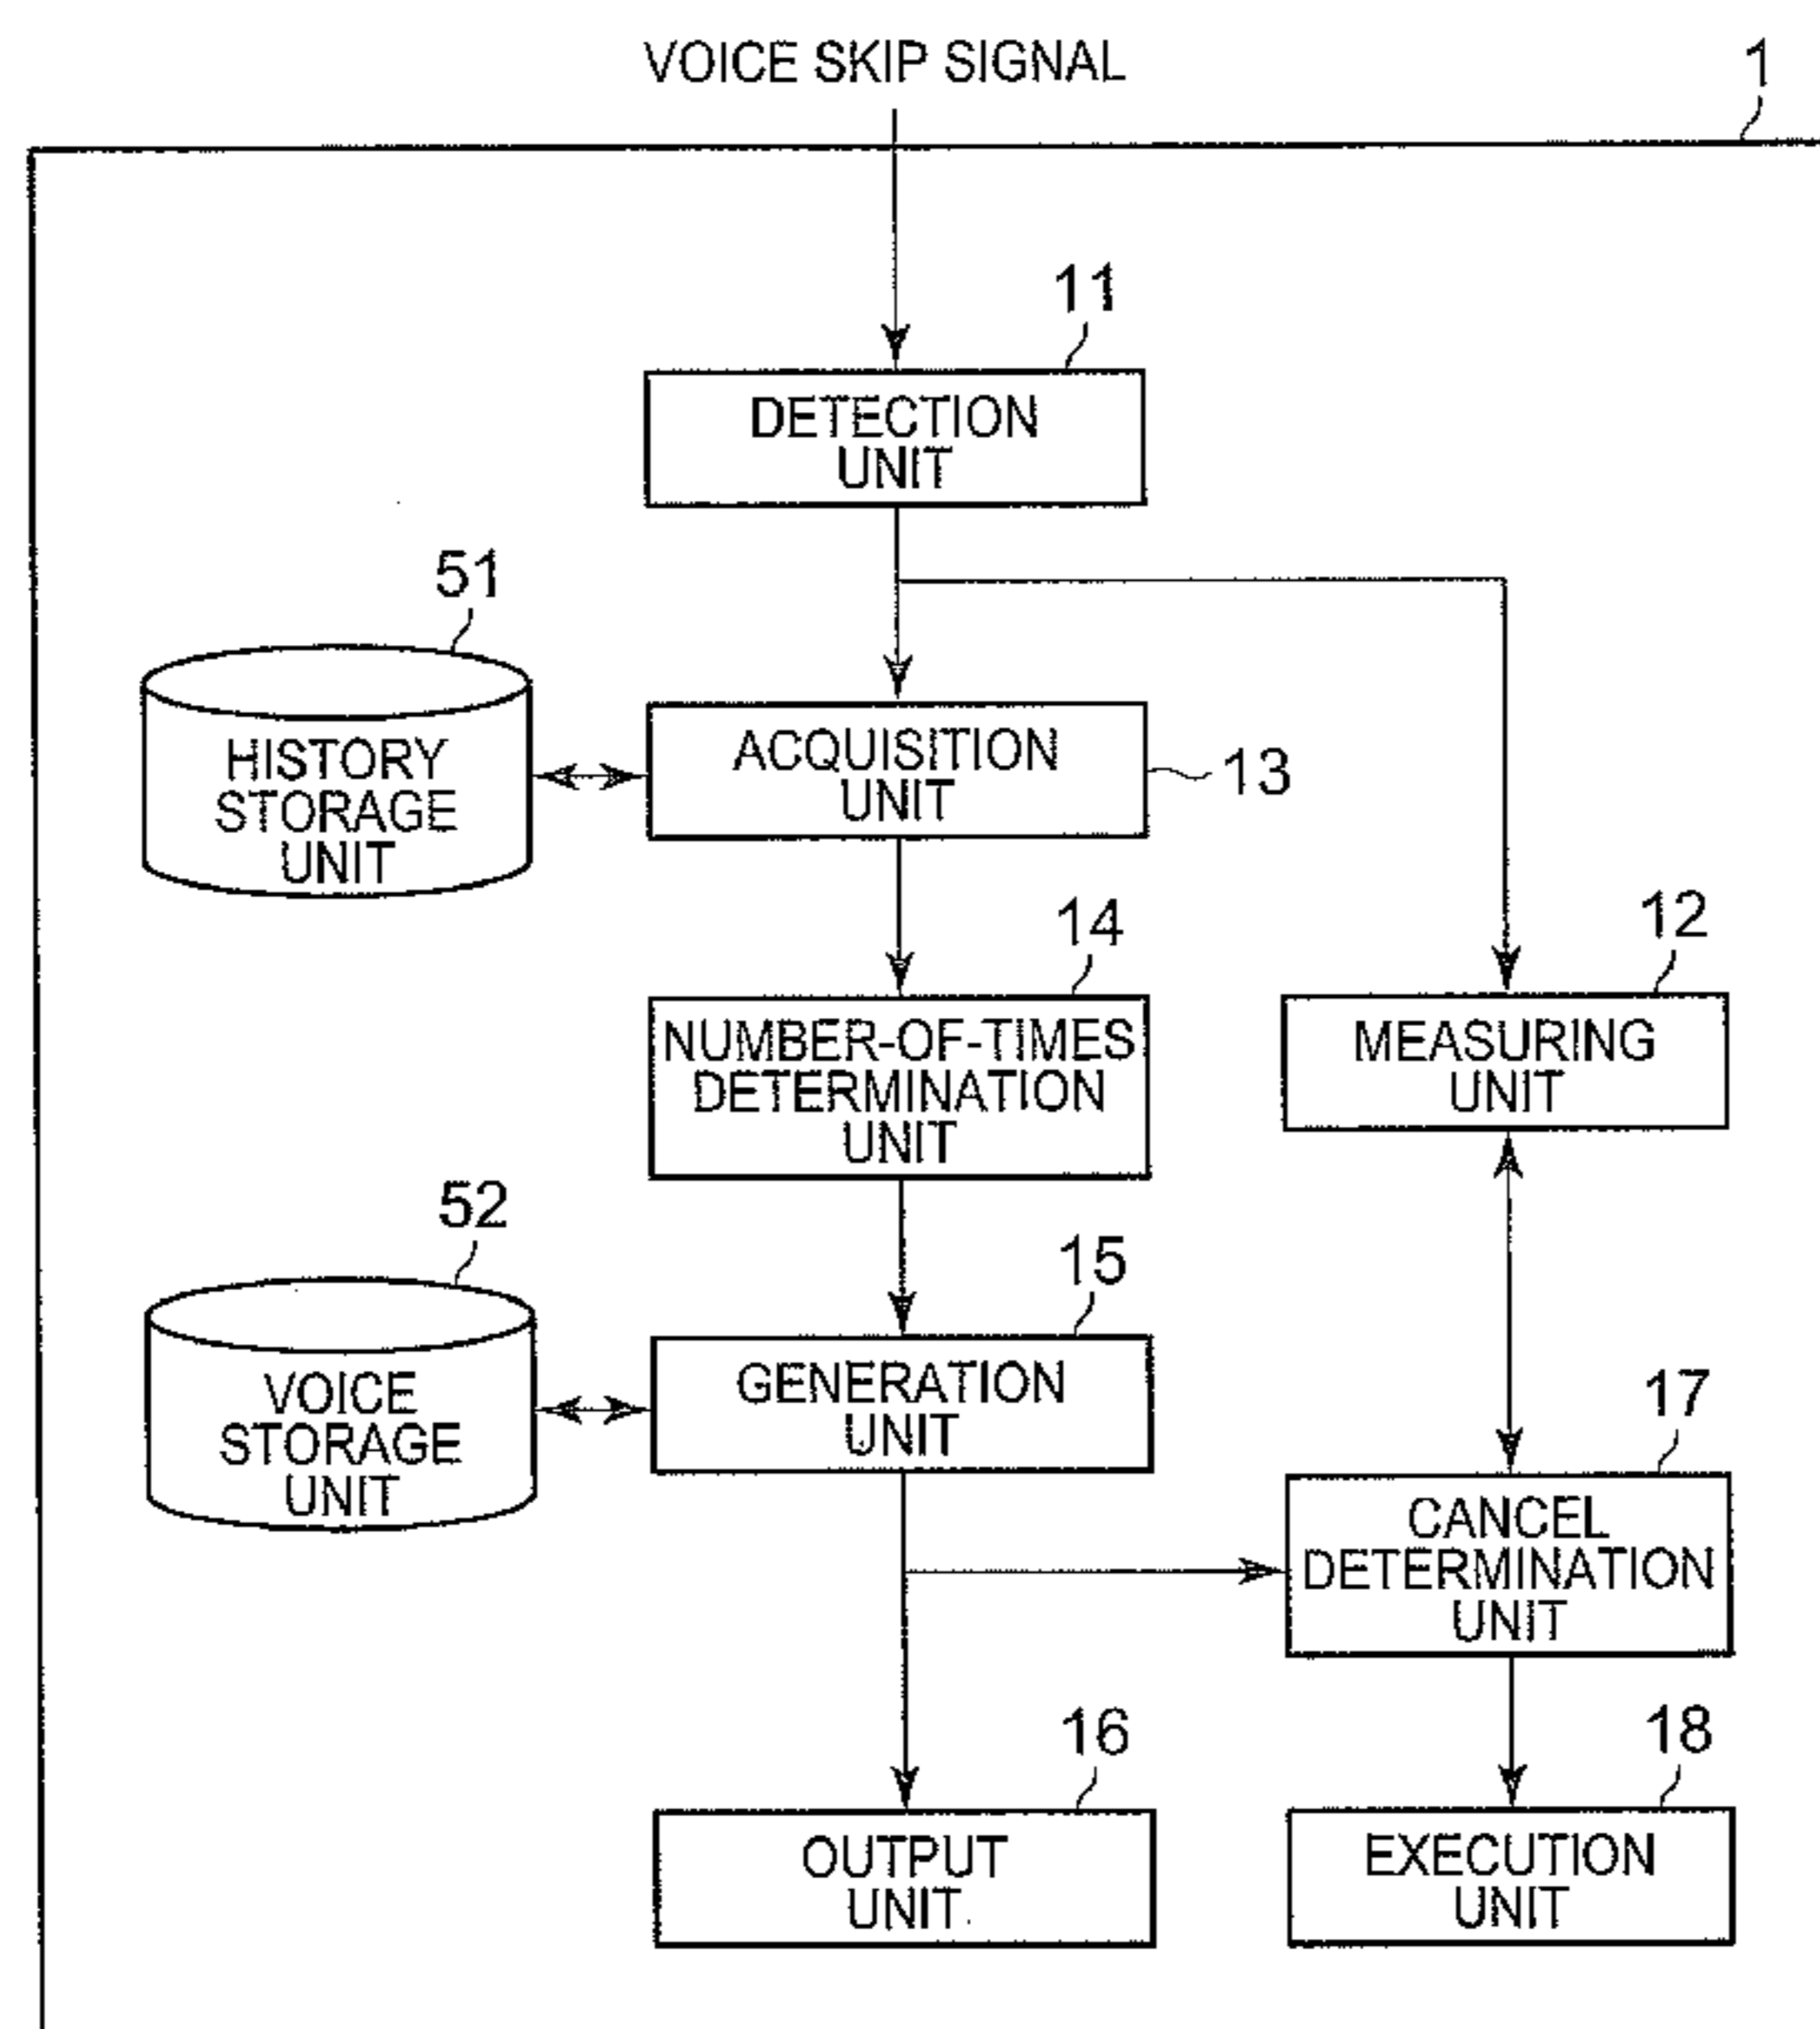 VOICE SKIP SIGNAL
1
11
DETECTION
UNIT
51
HISTORY
STORAGE
UNIT
ACQUISITION
UNIT
13
14
NUMBER-OF-TIMES
DETERMINATION
UNIT
12
MEASURING
UNIT
52
VOICE
STORAGE
UNIT
15
GENERATION
UNIT
17
CANCEL
DETERMINATION
UNIT
16
OUTPUT
UNIT
18
EXECUTION
UNIT